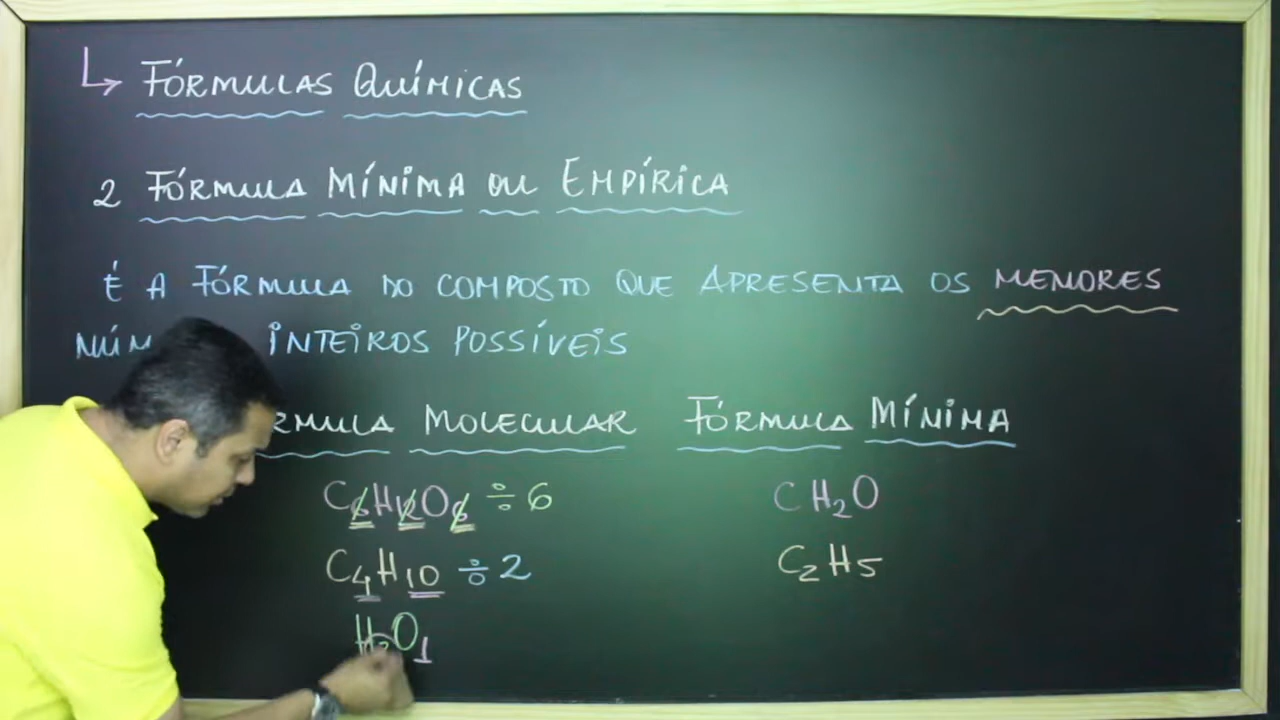 ↳ FÓRMULAS QUÍMICAS
2 FÓRMULA MÍNIMA OU EMPÍRICA
É A FÓRMULA DO COMPOSTO QUE APRESENTA OS MENORES
INTEIROS POSSÍVEIS
MOLECULAR FÓRMULA MÍNIMA
C6H12O6 ÷ 6 CH2O
C4H10 ÷ 2 C2H5
H2O1